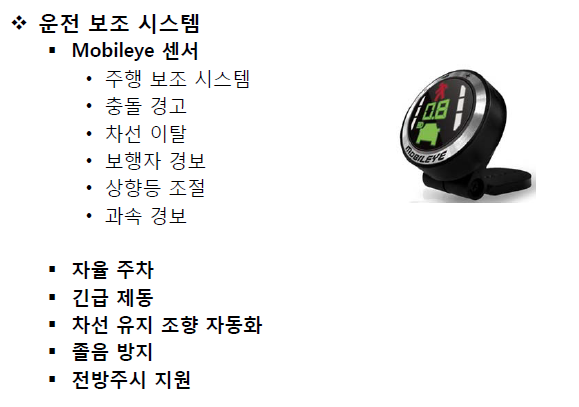 ❖ 운전 보조 시스템
▪ Mobileye 센서
• 주행 보조 시스템
• 충돌 경고
• 차선 이탈
• 보행자 경보
• 상향등 조절
• 과속 경보
0.8
MOBILEYE
▪ 자율 주차
▪ 긴급 제동
▪ 차선 유지 조향 자동화
▪ 졸음 방지
▪ 전방주시 지원